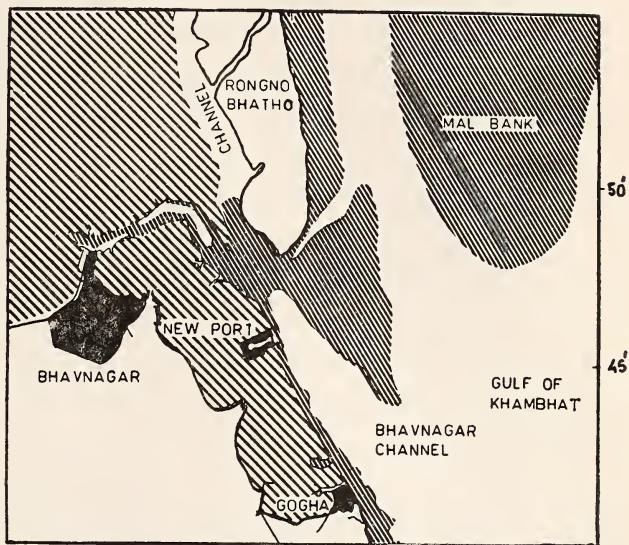 RONGNO
BHATHO
CHANNEL
MAL BANK
50'
NEW PORT
45'
BHAVNAGAR
GULF OF
KHAMBHAT
BHAVNAGAR
CHANNEL
GOGHA